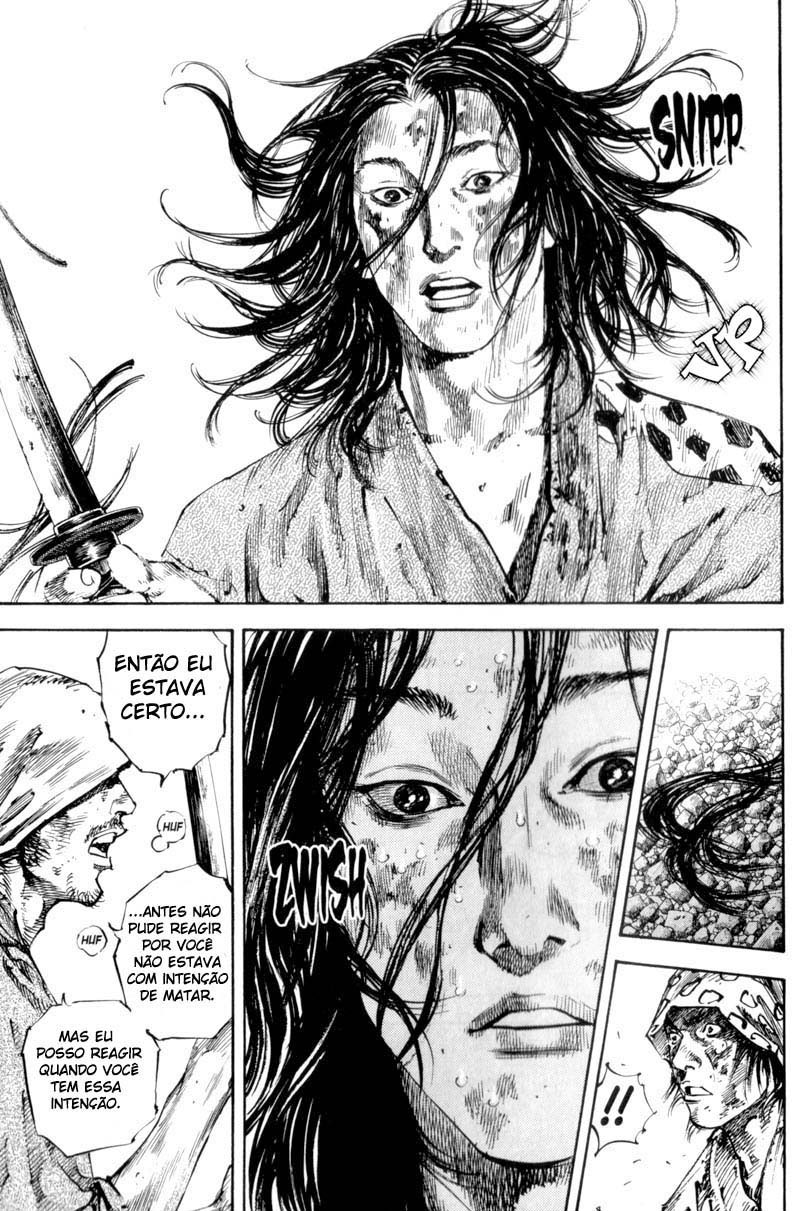 SNIPP
VP
!!
ZWISH
ENTÃO EU
ESTAVA
CERTO...
HUF
...ANTES NÃO
PUDE REAGIR
POR VOCÊ
NÃO ESTAVA
COM INTENÇÃO
DE MATAR.
HUF
MAS EU
POSSO REAGIR
QUANDO VOCÊ
TEM ESSA
INTENÇÃO.